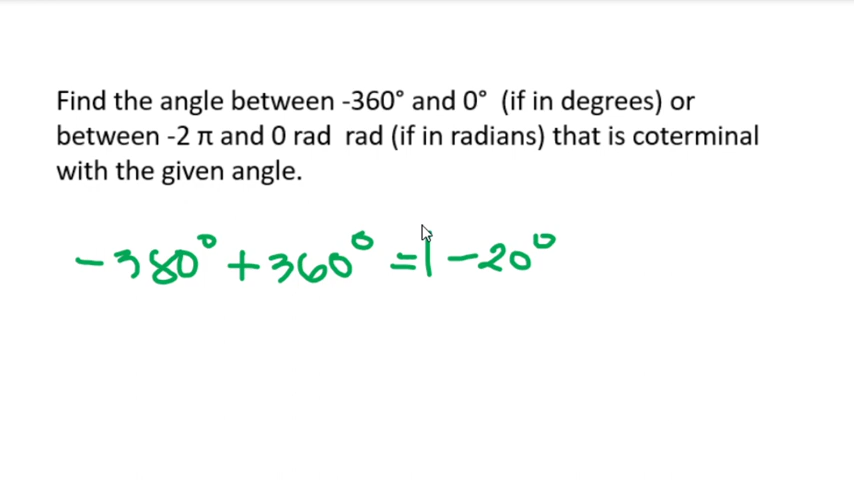 Find the angle between -360° and 0° (if in degrees) or
between -2 π and 0 rad rad (if in radians) that is coterminal
with the given angle.
-380° + 360° = | -20°